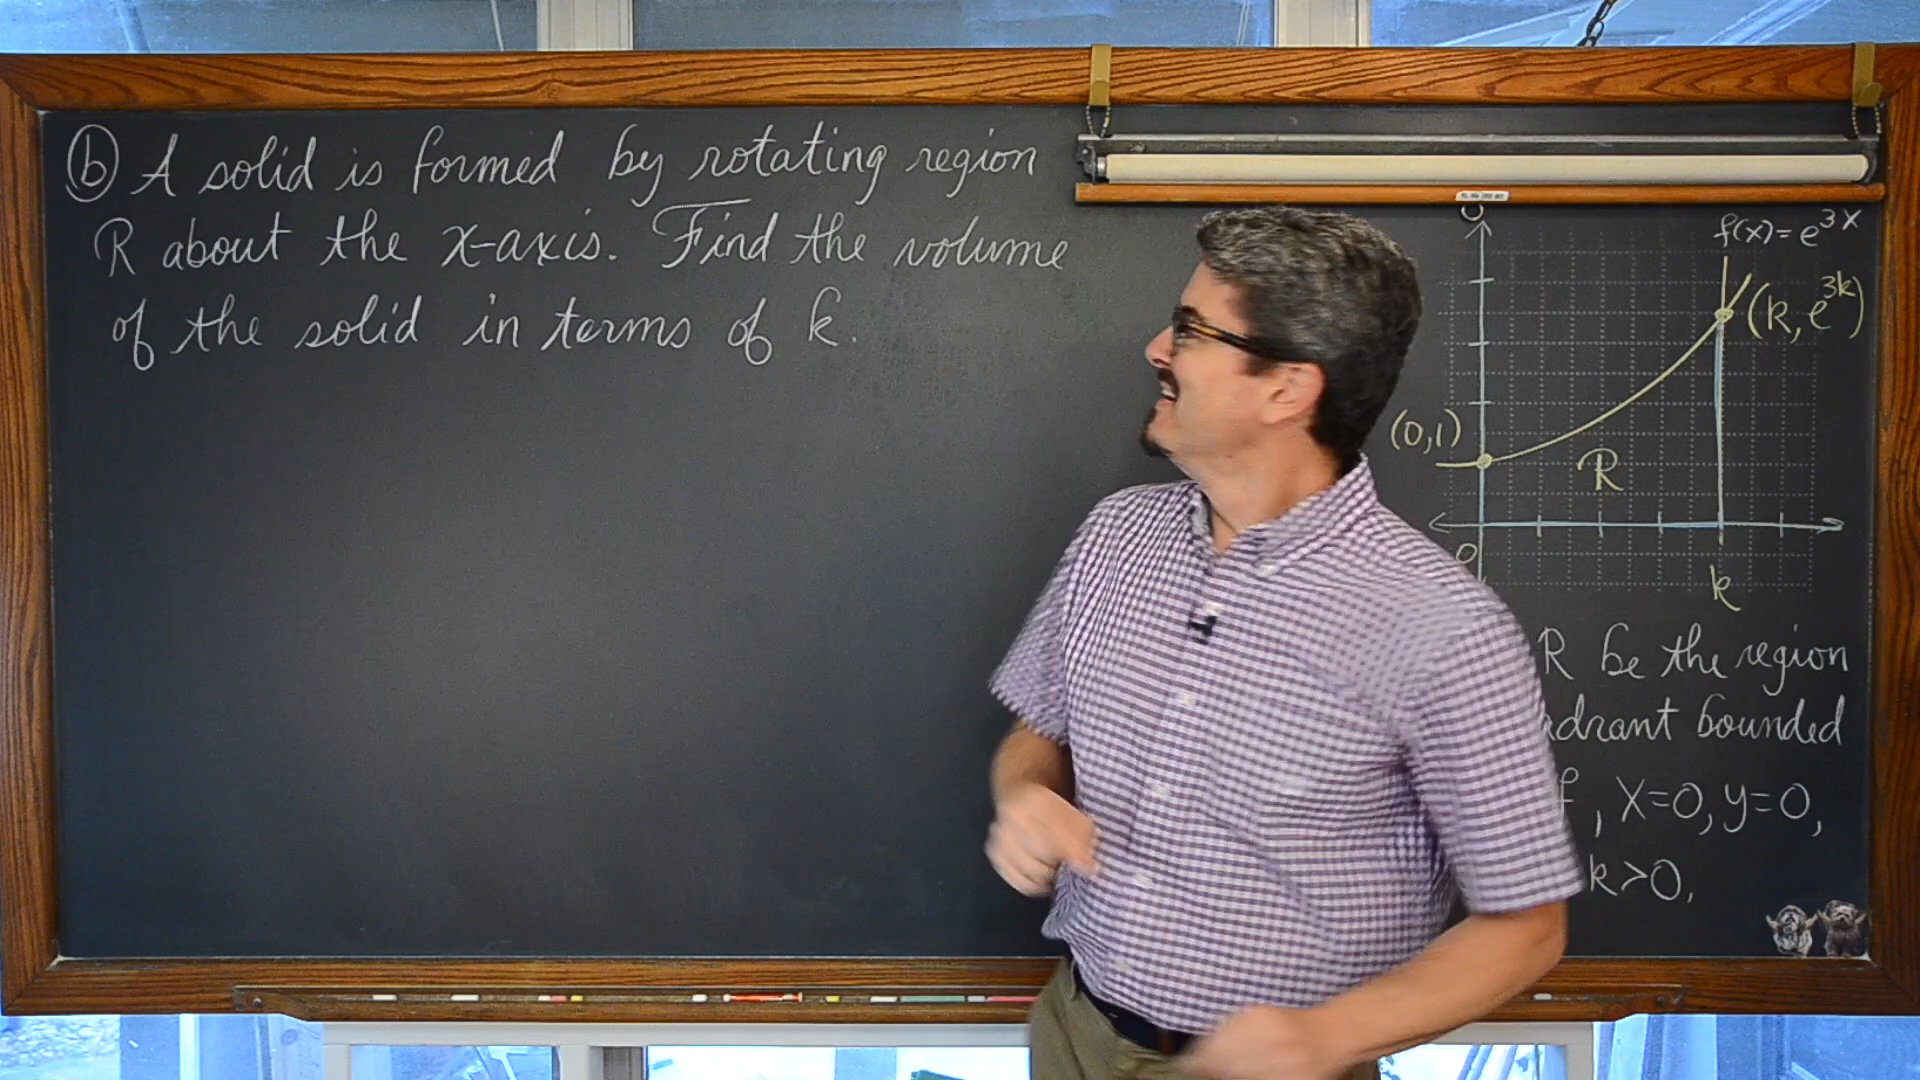 ⓑ A solid is formed by rotating region
R about the x-axis. Find the volume
of the solid in terms of k.
f(x)=e^3x
(k, e^3k)
(0,1)
R
0
k
R be the region
adrant bounded
f, X=0, y=0,
k>0,